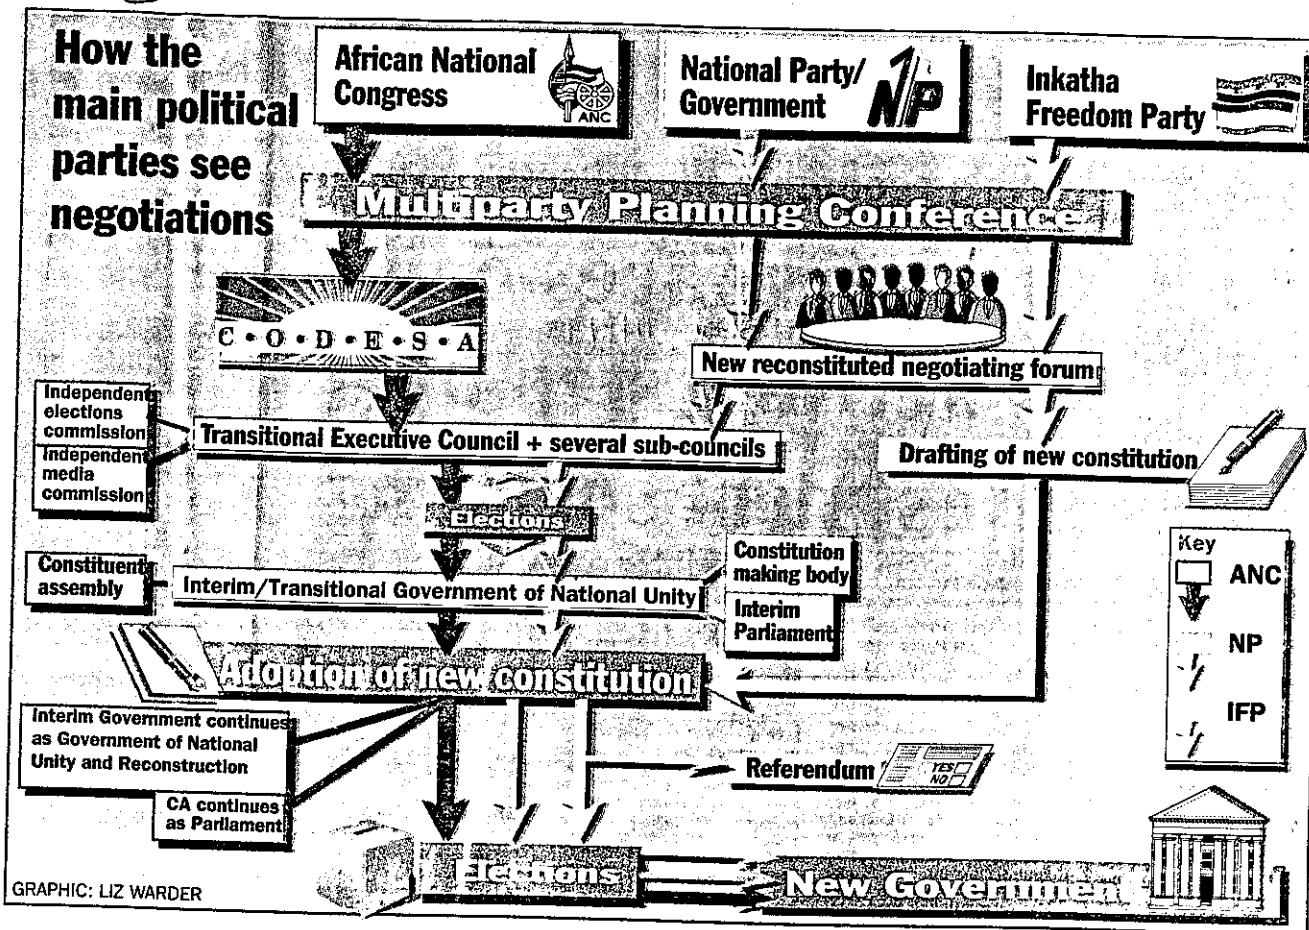 How the
main political
parties see
negotiations
African National
Congress
ANC
National Party/
Government
NP
Inkatha
Freedom Party
Multiparty Planning Conference
C • O • D • E • S • A
New reconstituted negotiating forum
Independent
elections
commission
Independent
media
commission
Transitional Executive Council + several sub-councils
Drafting of new constitution
Elections
Key
ANC
NP
IFP
Constituent
assembly
Interim/Transitional Government of National Unity
Constitution
making body
Interim
Parliament
Adoption of new constitution
Interim Government continues
as Government of National
Unity and Reconstruction
CA continues
as Parliament
Referendum
YES
NO
Elections
New Government
GRAPHIC: LIZ WARDER